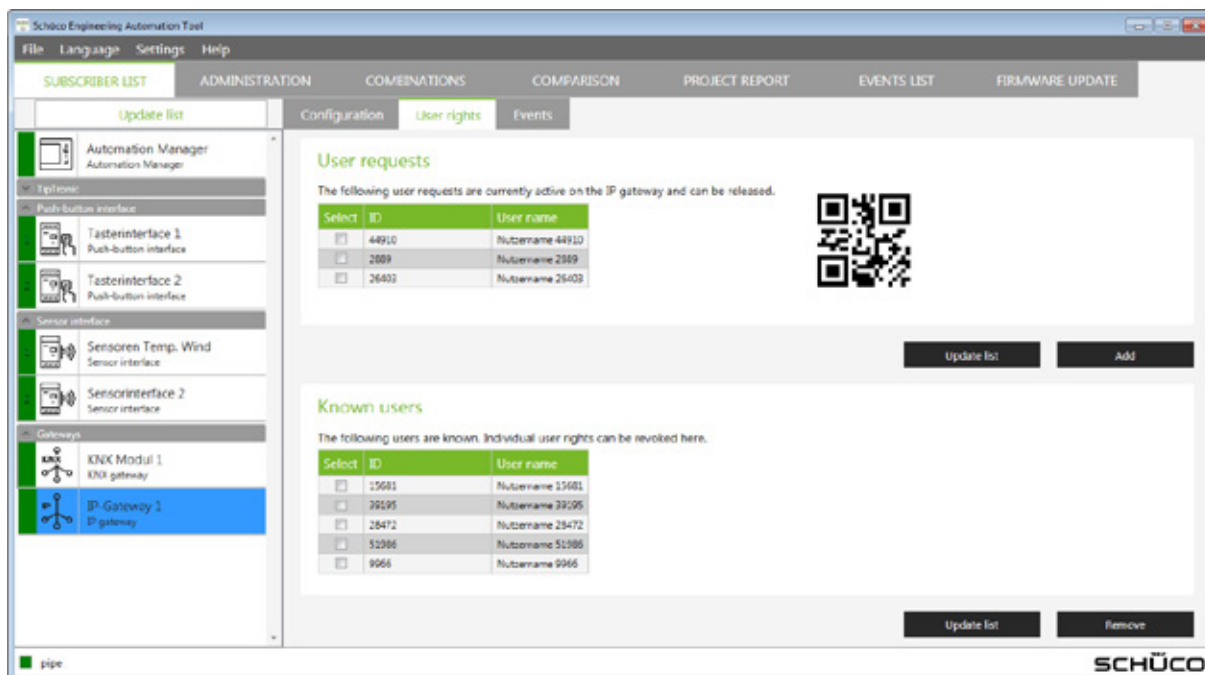 Schüco Engineering Automation Tool
File Language Settings Help
SUBSCRIBER LIST ADMINISTRATION COMBINATIONS COMPARISON PROJECT REPORT EVENTS LIST FIRMWARE UPDATE
Update list
Configuration User rights Events
Automation Manager
Automation Manager
TipTronic
Push-button interface
Tasterinterface 1
Push-button interface
Tasterinterface 2
Push-button interface
Sensor interface
Sensoren Temp. Wind
Sensor interface
Sensorinterface 2
Sensor interface
Gateways
KNX
KNX Modul 1
KNX gateway
IP
IP-Gateway 1
IP gateway
User requests
The following user requests are currently active on the IP gateway and can be released.
Select ID User name
44910 Nutzername 44910
2889 Nutzername 2889
26403 Nutzername 26403
Update list Add
Known users
The following users are known. Individual user rights can be revoked here.
Select ID User name
15681 Nutzername 15681
39195 Nutzername 39195
28472 Nutzername 28472
51986 Nutzername 51986
9966 Nutzername 9966
Update list Remove
pipe
SCHÜCO